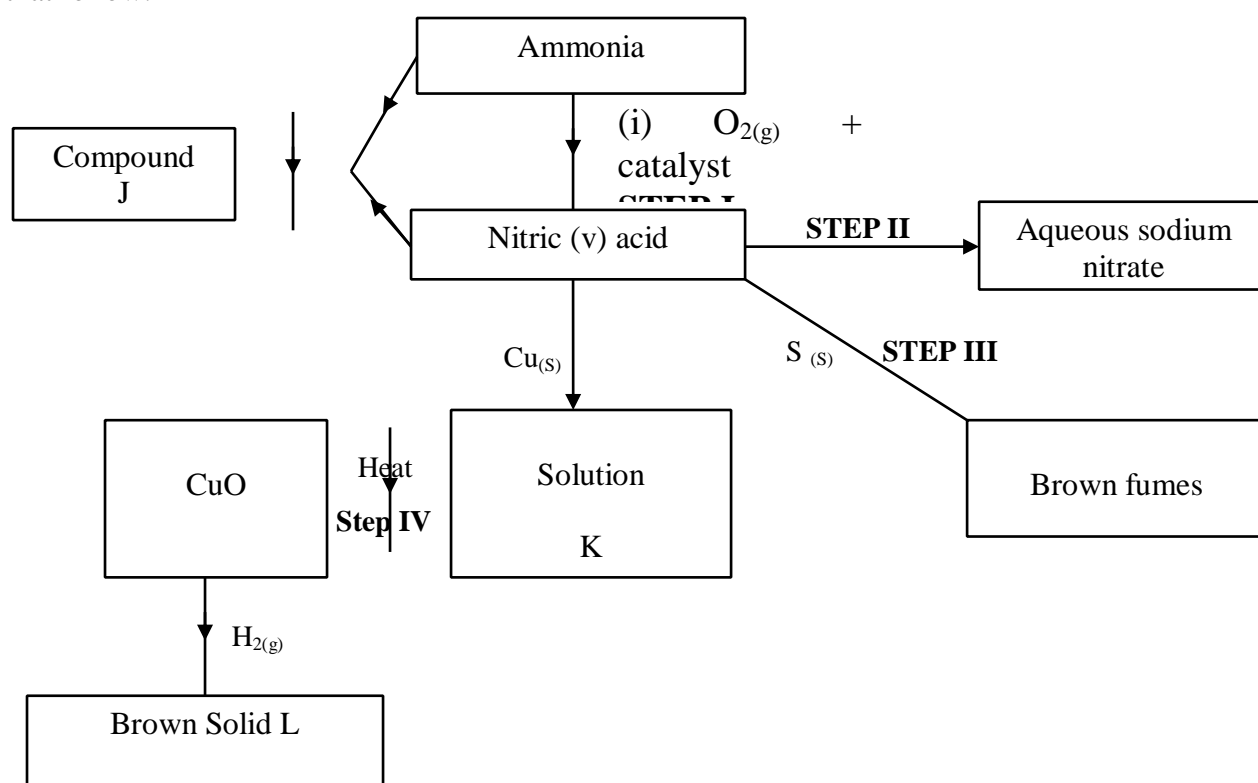 Ammonia
(i) O₂(g) +
catalyst
Compound
J
Nitric (v) acid
STEP II
Aqueous sodium
nitrate
Cu(S)
S (S) STEP III
CuO
Heat
Step IV
Solution
K
Brown fumes
H₂(g)
Brown Solid L